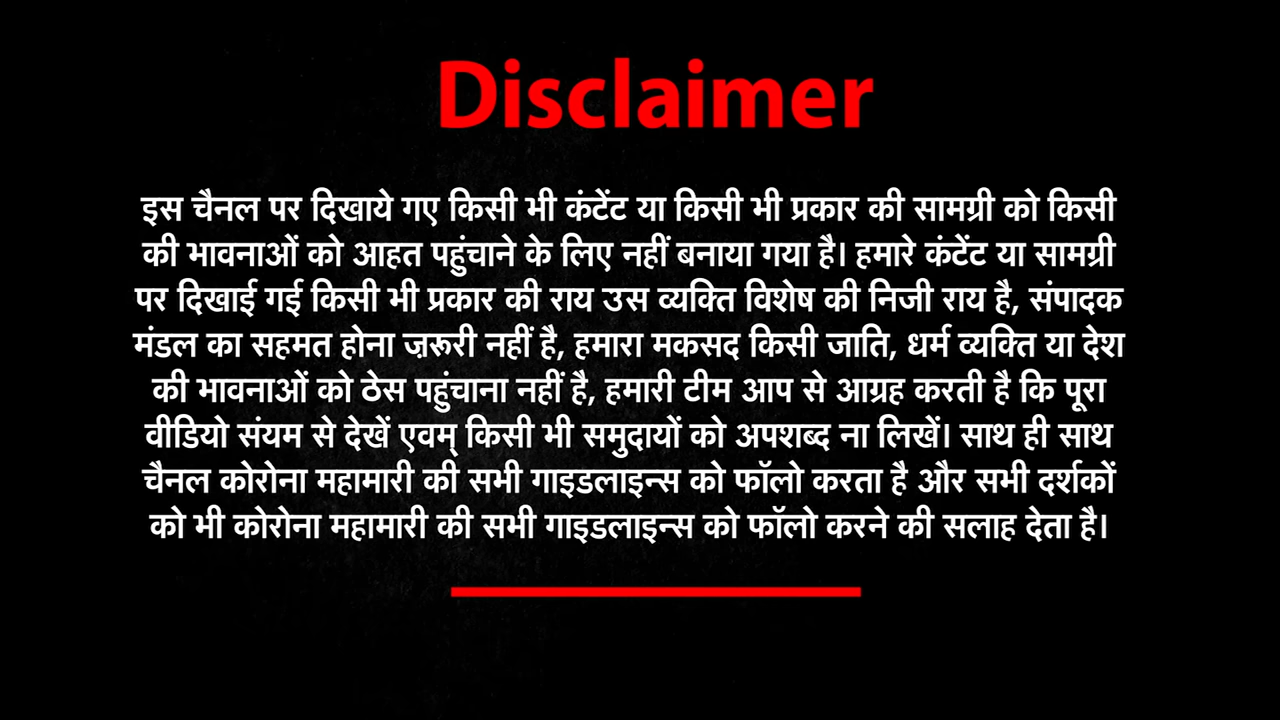 Disclaimer
इस चैनल पर दिखाये गए किसी भी कंटेंट या किसी भी प्रकार की सामग्री को किसी
की भावनाओं को आहत पहुंचाने के लिए नहीं बनाया गया है। हमारे कंटेंट या सामग्री
पर दिखाई गई किसी भी प्रकार की राय उस व्यक्ति विशेष की निजी राय है, संपादक
मंडल का सहमत होना ज़रूरी नहीं है, हमारा मकसद किसी जाति, धर्म व्यक्ति या देश
की भावनाओं को ठेस पहुंचाना नहीं है, हमारी टीम आप से आग्रह करती है कि पूरा
वीडियो संयम से देखें एवम् किसी भी समुदायों को अपशब्द ना लिखें। साथ ही साथ
चैनल कोरोना महामारी की सभी गाइडलाइन्स को फॉलो करता है और सभी दर्शकों
को भी कोरोना महामारी की सभी गाइडलाइन्स को फॉलो करने की सलाह देता है।